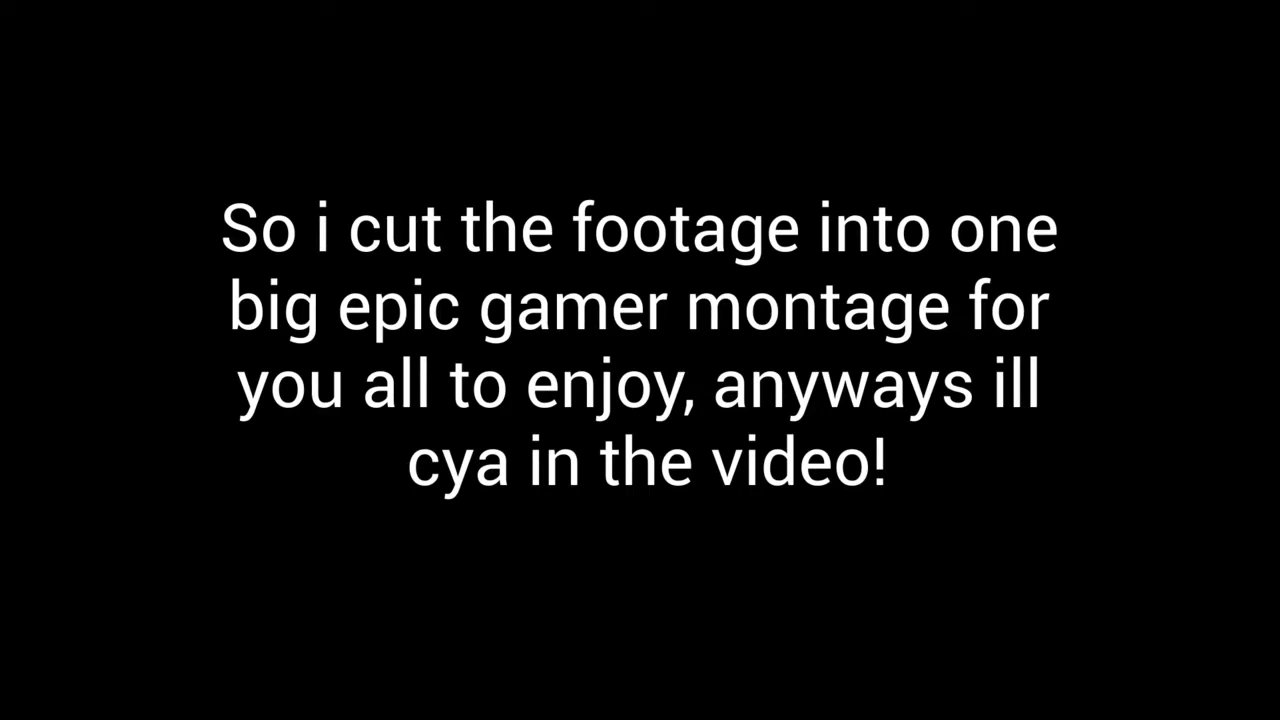 So i cut the footage into one
big epic gamer montage for
you all to enjoy, anyways ill
cya in the video!